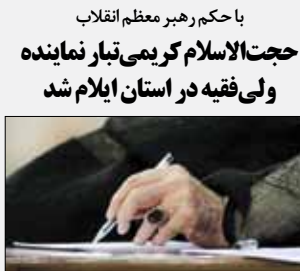 با حکم رهبر معظم انقلاب
حجت‌الاسلام کریمی‌تبار نماینده
ولی‌فقیه در استان ایلام شد